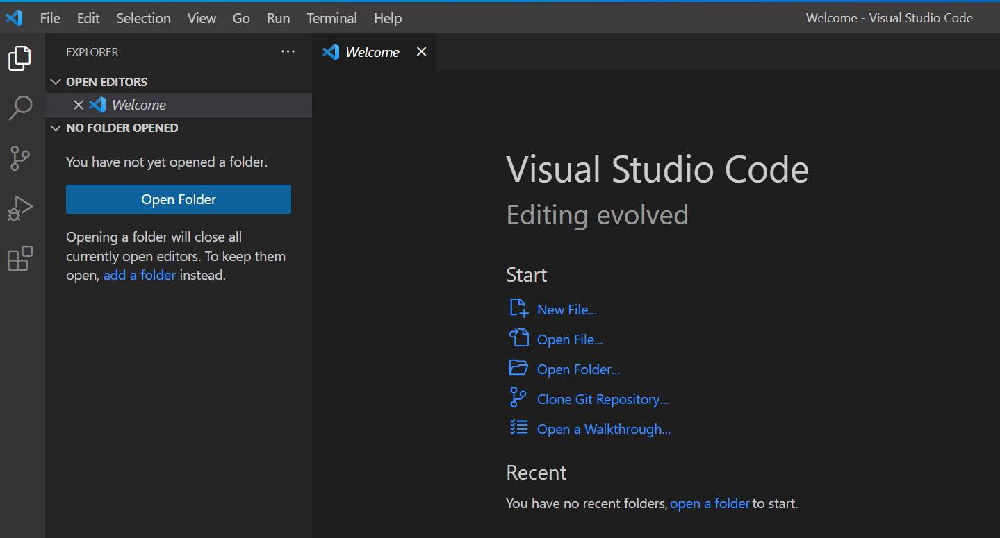 File Edit Selection View Go Run Terminal Help Welcome - Visual Studio Code
EXPLORER
OPEN EDITORS
Welcome
NO FOLDER OPENED
You have not yet opened a folder.
Open Folder
Opening a folder will close all
currently open editors. To keep them
open, add a folder instead.
Welcome
Visual Studio Code
Editing evolved
Start
New File...
Open File...
Open Folder...
Clone Git Repository...
Open a Walkthrough...
Recent
You have no recent folders, open a folder to start.